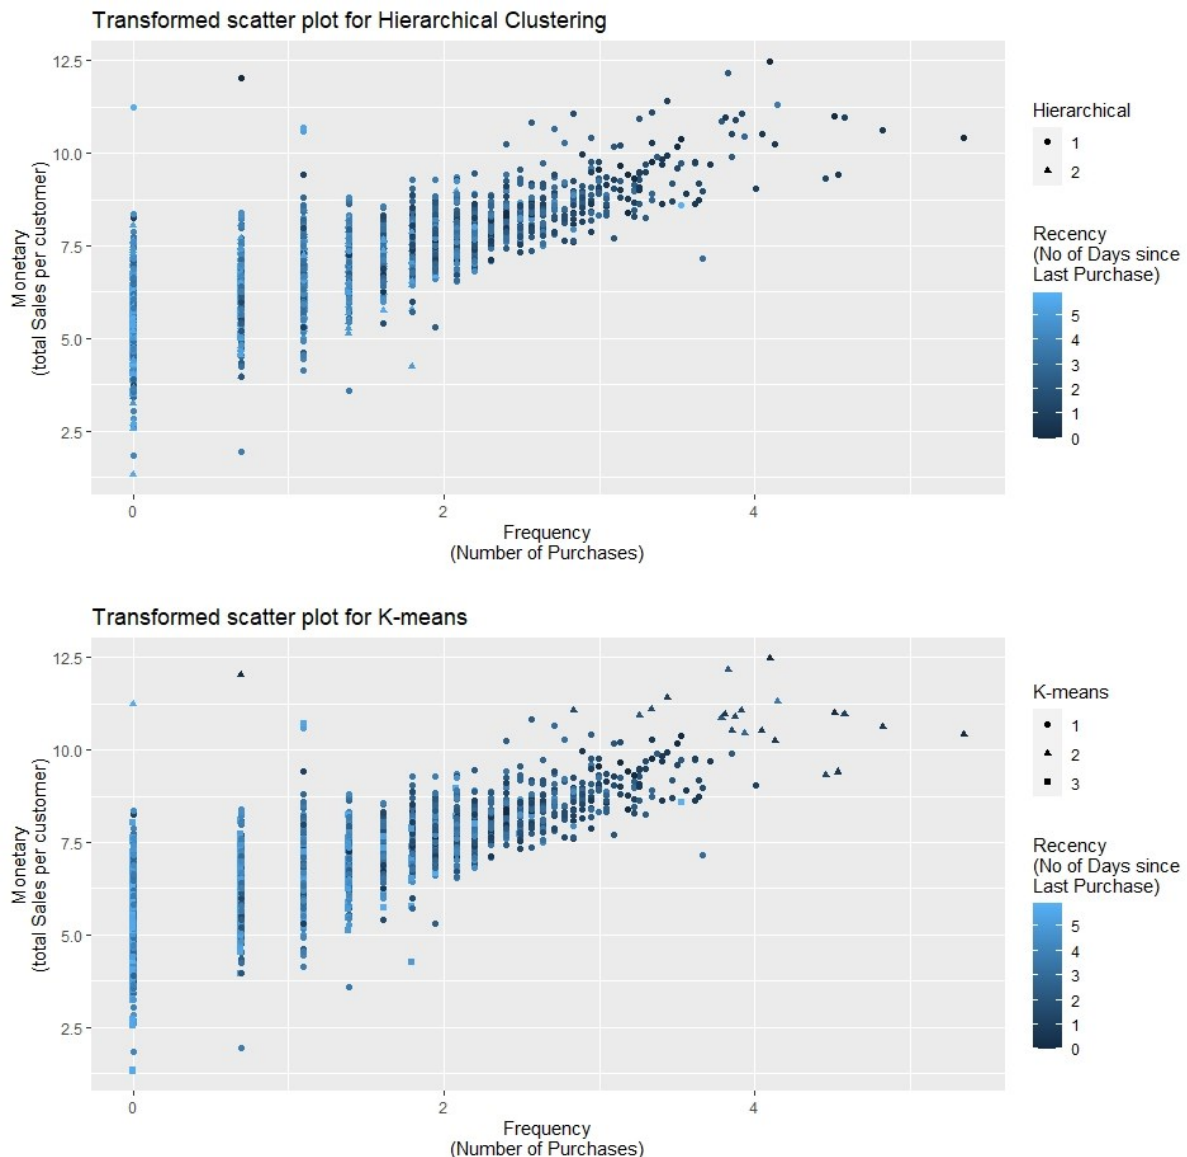 Transformed scatter plot for Hierarchical Clustering
12.5
10.0
7.5
5.0
2.5
Monetary
(total Sales per customer)
0
2
4
Frequency
(Number of Purchases)
Hierarchical
1
2
Recency
(No of Days since
Last Purchase)
5
4
3
2
1
0
Transformed scatter plot for K-means
12.5
10.0
7.5
5.0
2.5
Monetary
(total Sales per customer)
0
2
4
Frequency
(Number of Purchases)
K-means
1
2
3
Recency
(No of Days since
Last Purchase)
5
4
3
2
1
0